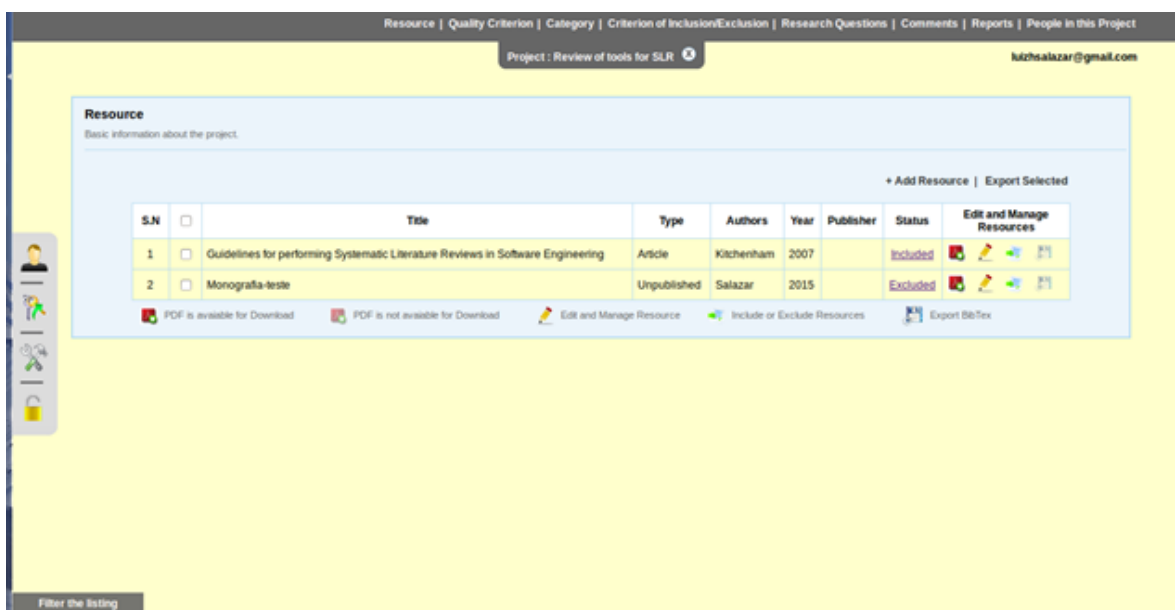 Resource | Quality Criterion | Category | Criterion of Inclusion/Exclusion | Research Questions | Comments | Reports | People in this Project
Project : Review of tools for SLR
luizhsalazar@gmail.com
Resource
Basic information about the project.
+ Add Resource | Export Selected
S.N Title Type Authors Year Publisher Status Edit and Manage Resources
1 Guidelines for performing Systematic Literature Reviews in Software Engineering Article Kitchenham 2007 Included
2 Monografia-teste Unpublished Salazar 2015 Excluded
PDF is avaiable for Download PDF is not avaiable for Download Edit and Manage Resource Include or Exclude Resources Export BibTex
Filter the listing